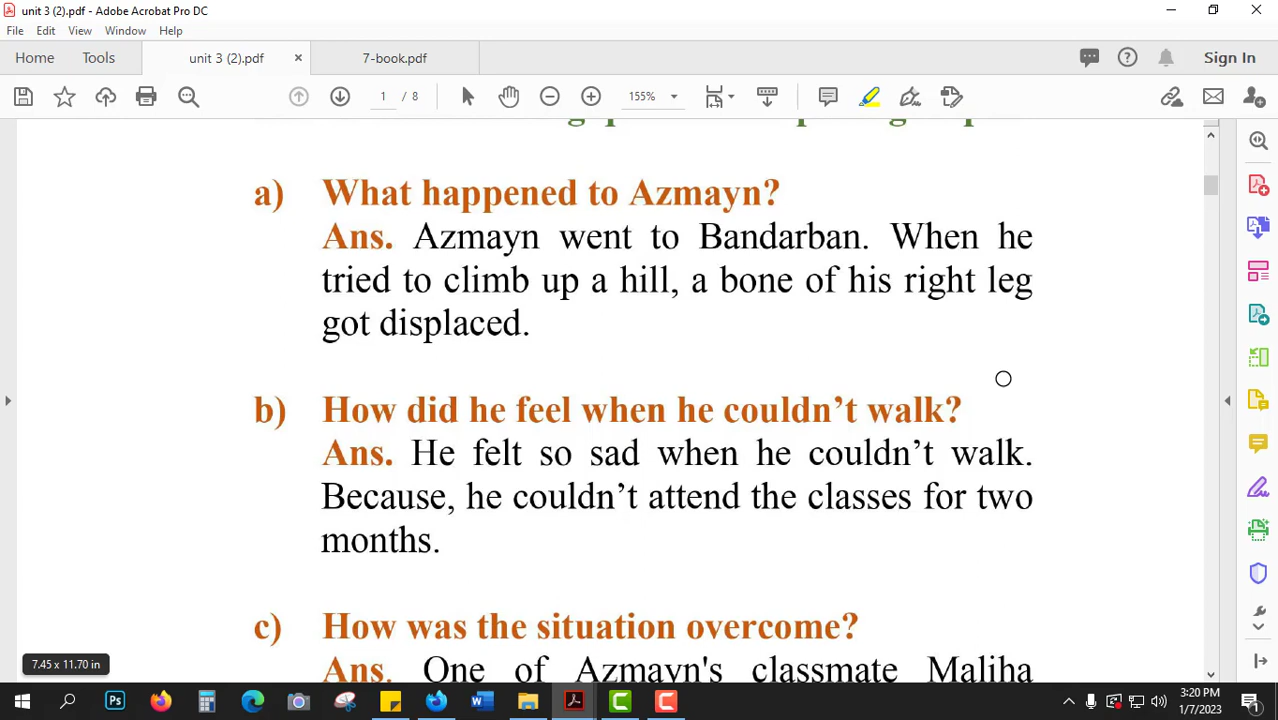 unit 3 (2).pdf - Adobe Acrobat Pro DC
File Edit View Window Help
Home Tools unit 3 (2).pdf × 7-book.pdf ? Sign In
1 / 8 155%
a) What happened to Azmayn?
Ans. Azmayn went to Bandarban. When he
tried to climb up a hill, a bone of his right leg
got displaced.
b) How did he feel when he couldn’t walk?
Ans. He felt so sad when he couldn’t walk.
Because, he couldn’t attend the classes for two
months.
c) How was the situation overcome?
Ans. One of Azmayn's classmate Maliha
7.45 x 11.70 in
Ps W
3:20 PM
1/7/2023 1